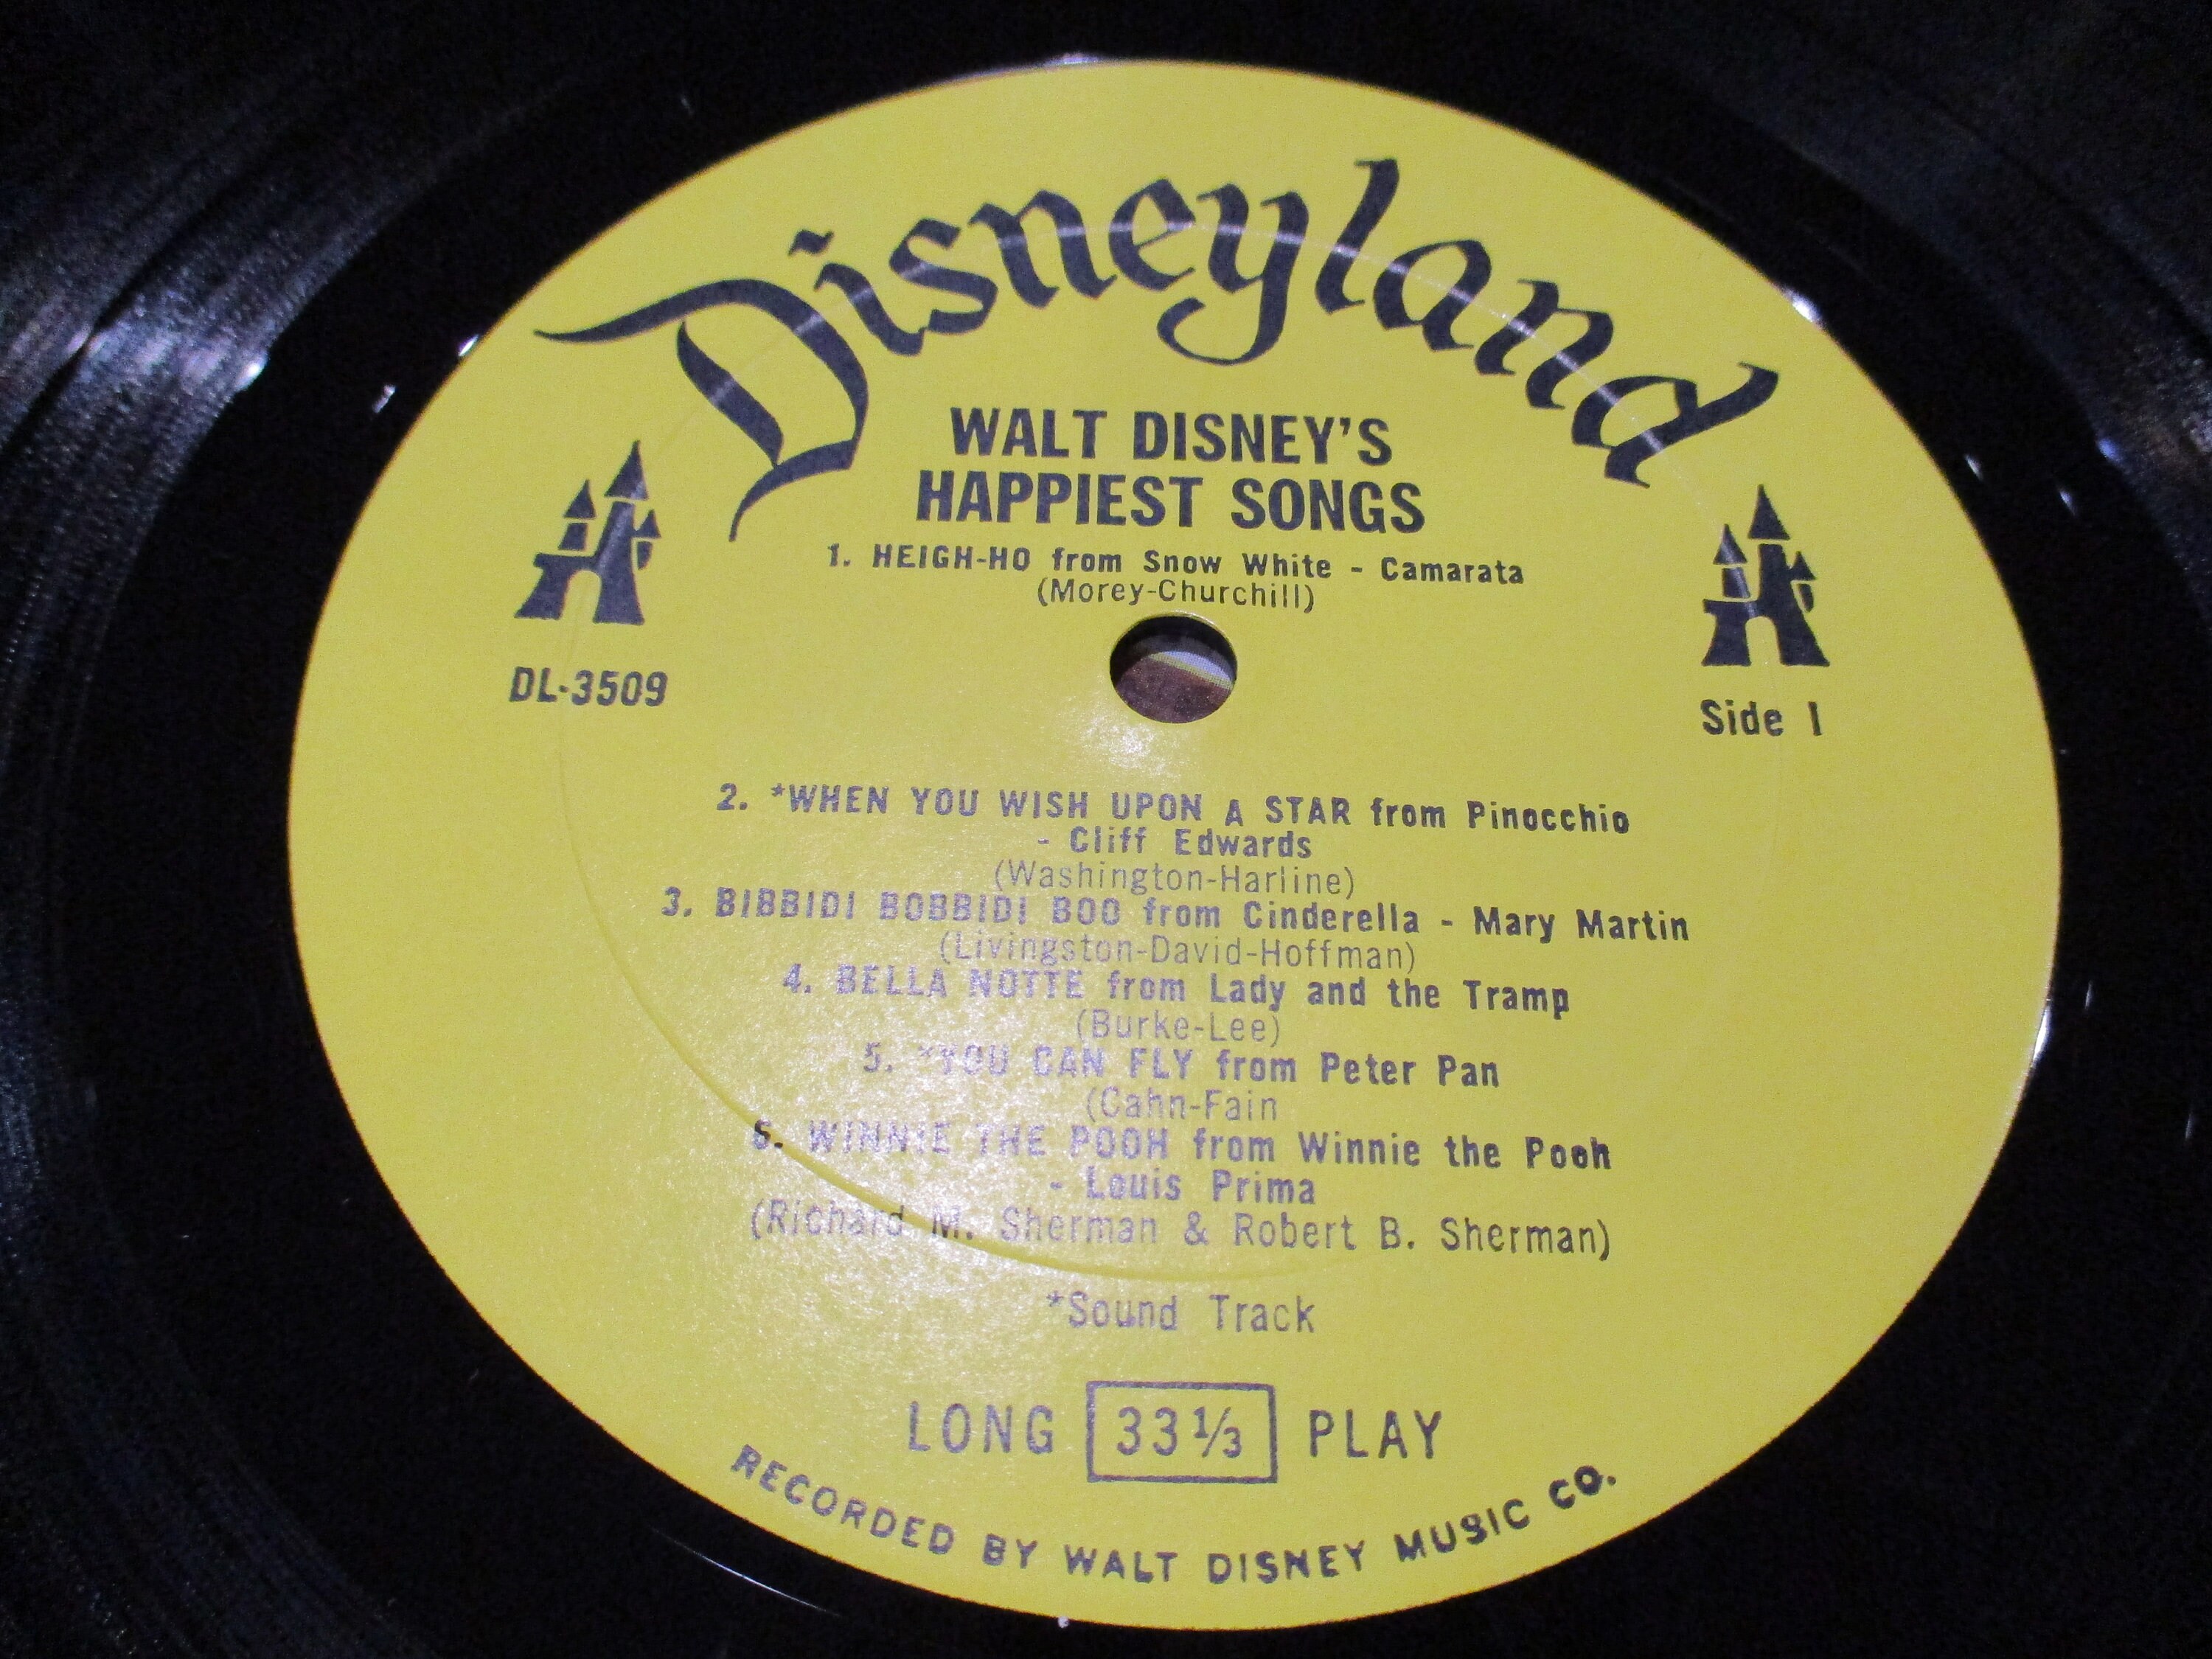 Disneyland
WALT DISNEY'S
HAPPIEST SONGS
1. HEIGH-HO from Snow White - Camarata
(Morey-Churchill)
DL-3509
Side 1
2. *WHEN YOU WISH UPON A STAR from Pinocchio
- Cliff Edwards
(Washington-Harline)
3. BIBBIDI BOBBIDI BOO from Cinderella - Mary Martin
(Livingston-David-Hoffman)
4. BELLA NOTTE from Lady and the Tramp
(Burke-Lee)
5. *YOU CAN FLY from Peter Pan
(Cahn-Fain
6. WINNIE THE POOH from Winnie the Pooh
- Louis Prima
(Richard M. Sherman & Robert B. Sherman)
*Sound Track
LONG 33⅓ PLAY
RECORDED BY WALT DISNEY MUSIC CO.